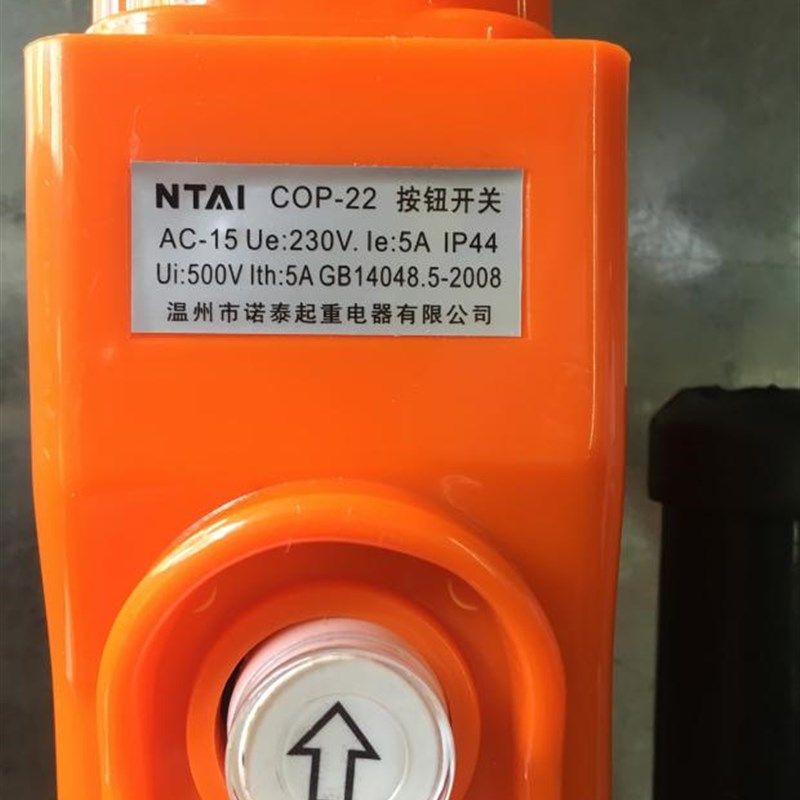 NTAI COP-22 按钮开关
AC-15 Ue:230V. Ie:5A IP44
Ui:500V Ith:5A GB14048.5-2008
温州市诺泰起重电器有限公司